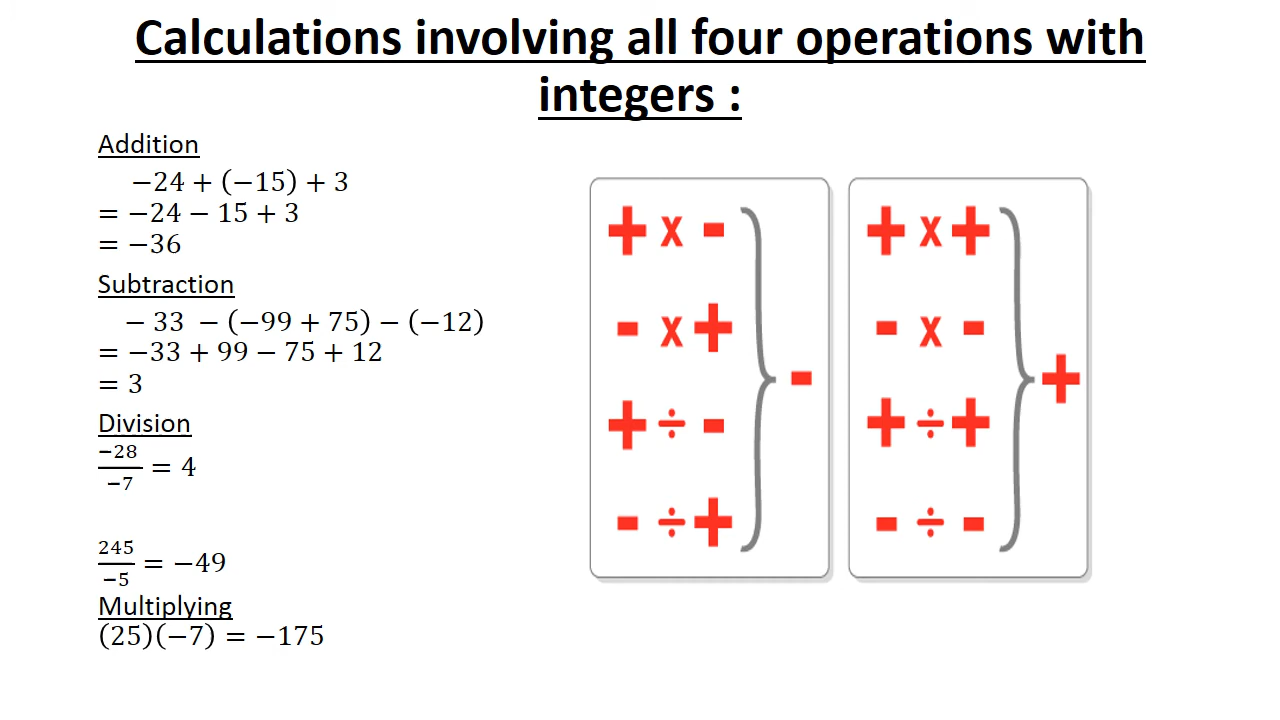 Calculations involving all four operations with
integers :
Addition
−24 + (−15) + 3
= −24 − 15 + 3
= −36
Subtraction
− 33 − (−99 + 75) − (−12)
= −33 + 99 − 75 + 12
= 3
Division
−28/−7 = 4
245/−5 = −49
Multiplying
(25)(−7) = −175
+ x -
- x +
+ ÷ -
- ÷ +
-
+ x +
- x -
+ ÷ +
- ÷ -
+